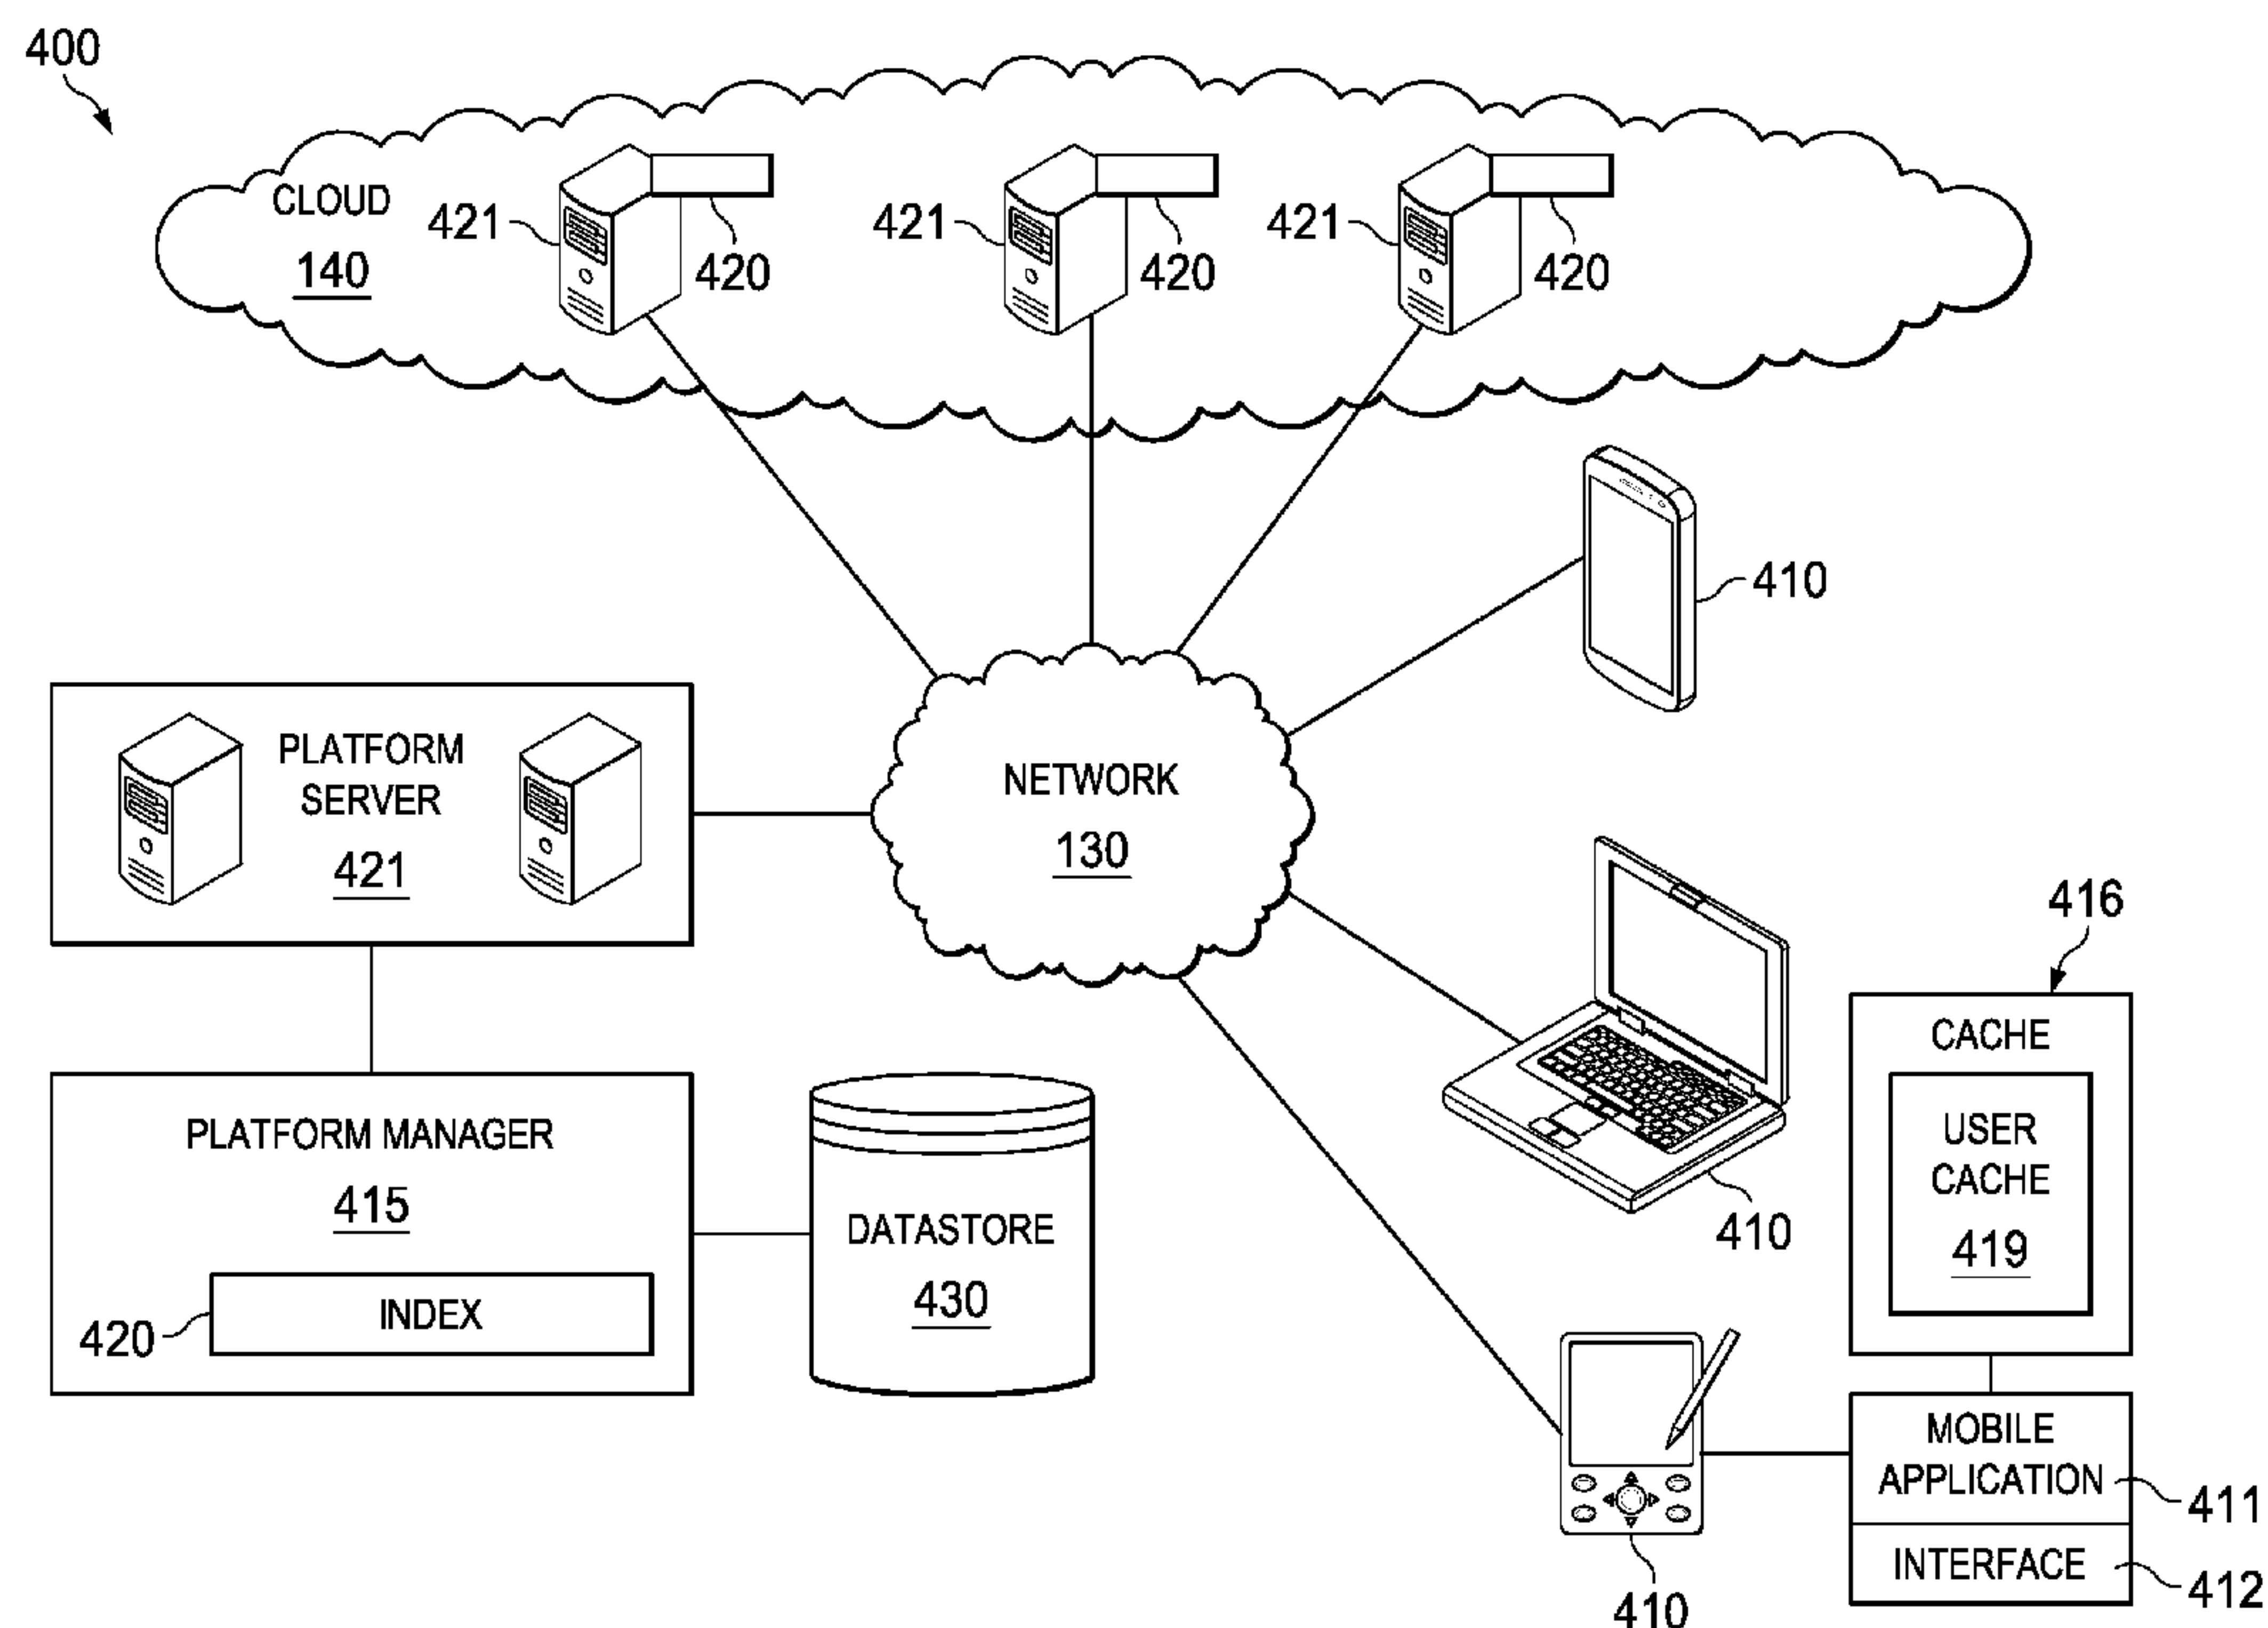 400
CLOUD
140
421
420
421
420
421
420
410
PLATFORM
SERVER
421
NETWORK
130
416
CACHE
USER
CACHE
419
PLATFORM MANAGER
415
INDEX
420
DATASTORE
430
410
MOBILE
APPLICATION
411
INTERFACE
412
410